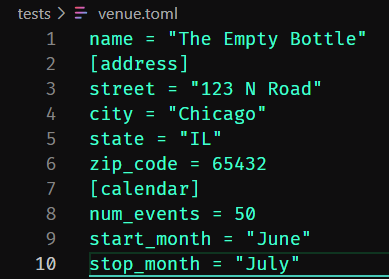 tests > venue.toml
1 name = "The Empty Bottle"
2 [address]
3 street = "123 N Road"
4 city = "Chicago"
5 state = "IL"
6 zip_code = 65432
7 [calendar]
8 num_events = 50
9 start_month = "June"
10 stop_month = "July"